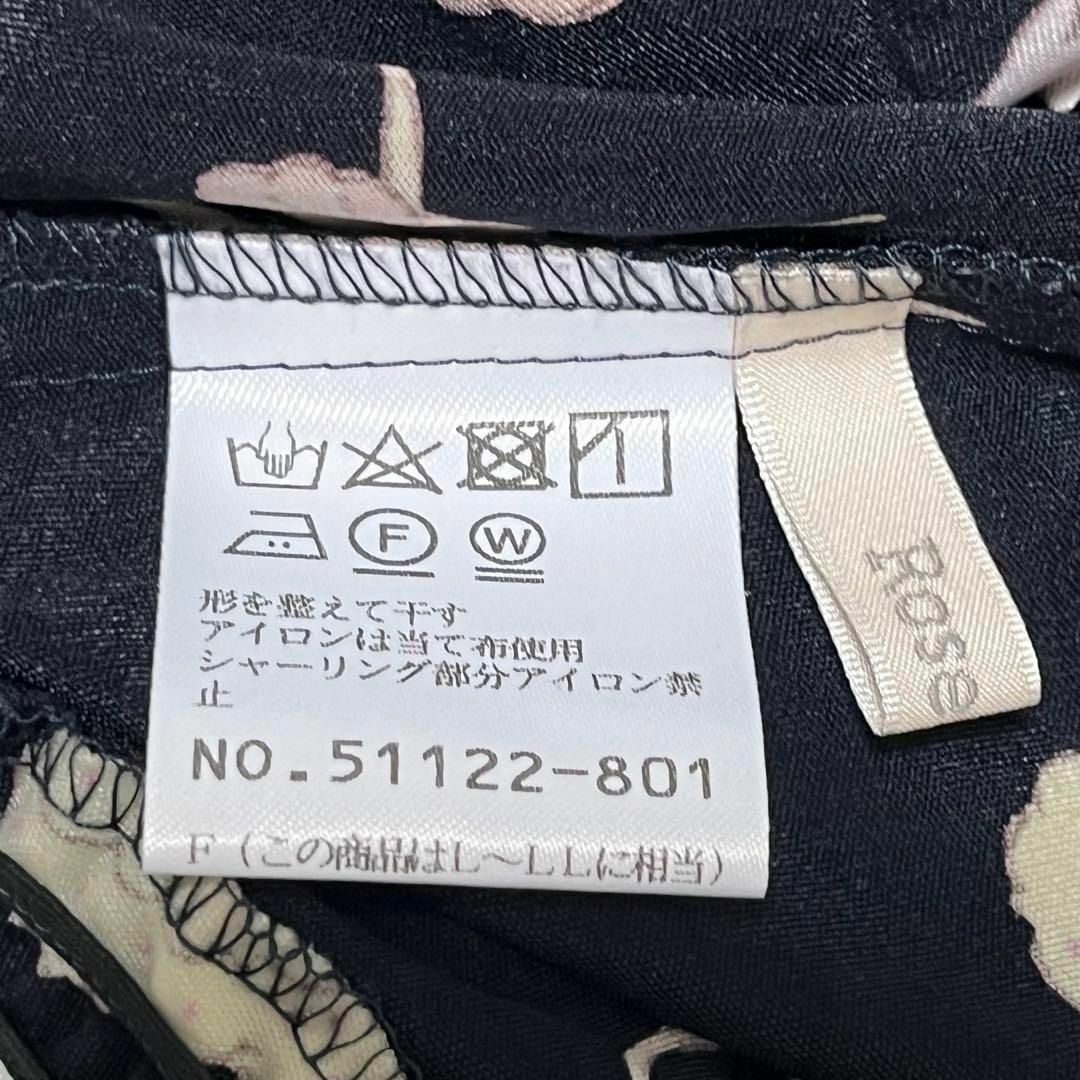 F
W
形を整えて干す
アイロンは当て布使用
シャーリング部分アイロン禁
止
NO.51122-801
F(この商品はL〜LLに相当)
Rose